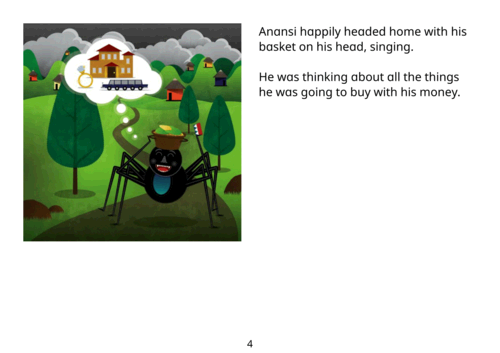 Anansi happily headed home with his
basket on his head, singing.
He was thinking about all the things
he was going to buy with his money.
4